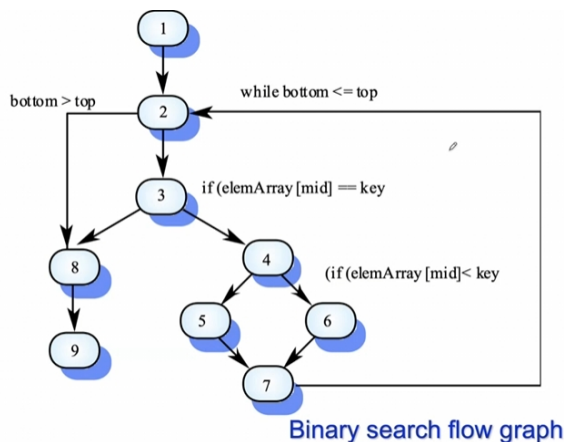 1
while bottom <= top
bottom > top
2
3
if (elemArray [mid] == key
4
8
(if (elemArray [mid]< key
5
6
9
7
Binary search flow graph